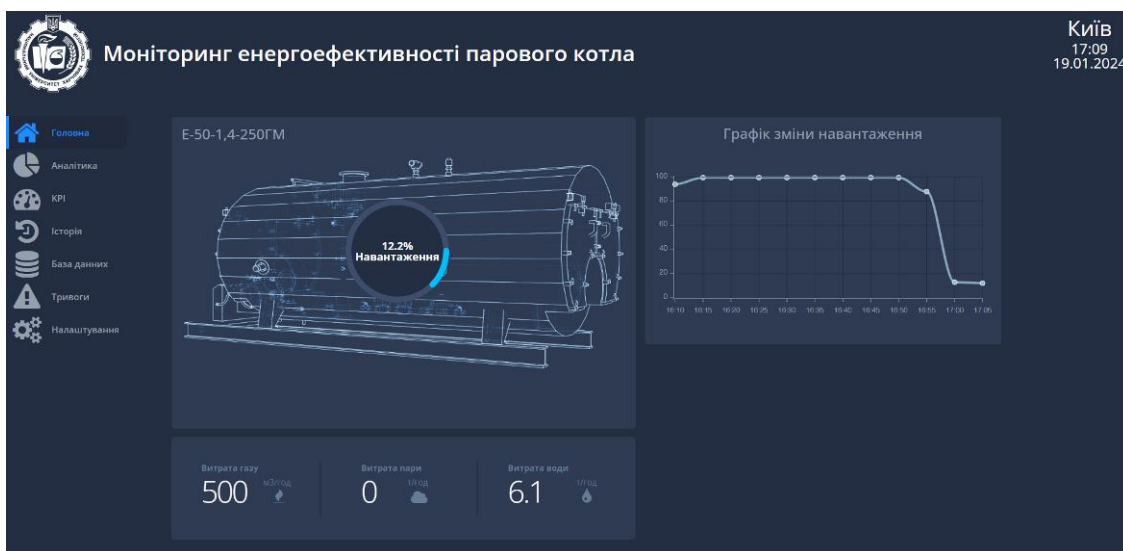 Моніторинг енергоефективності парового котла
Київ
17:09
19.01.2024
Головна
Аналітика
KPI
Історія
База данних
Тривоги
Налаштування
Е-50-1,4-250ГМ
12.2%
Навантаження
Графік зміни навантаження
100
80
60
40
20
0
16:10 16:15 16:20 16:25 16:30 16:35 16:40 16:45 16:50 16:55 17:00 17:05
Витрата газу
500 м3/год
Витрата пари
0 т/год
Витрата води
6.1 т/год